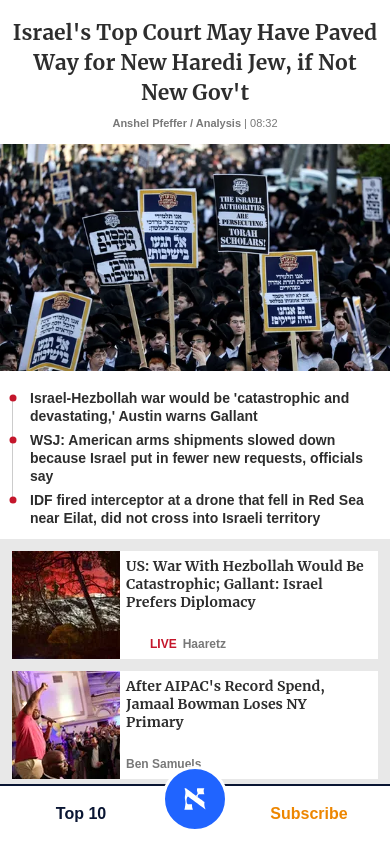 Israel's Top Court May Have Paved
Way for New Haredi Jew, if Not
New Gov't
Anshel Pfeffer / Analysis | 08:32
THE ISRAELI
AUTHORITIES
ARE
PERSECUTING
TORAH
SCHOLARS!
אנו תלמידי
Israel-Hezbollah war would be 'catastrophic and
devastating,' Austin warns Gallant
WSJ: American arms shipments slowed down
because Israel put in fewer new requests, officials
say
IDF fired interceptor at a drone that fell in Red Sea
near Eilat, did not cross into Israeli territory
US: War With Hezbollah Would Be
Catastrophic; Gallant: Israel
Prefers Diplomacy
LIVE Haaretz
After AIPAC's Record Spend,
Jamaal Bowman Loses NY
Primary
Ben Samuels
Top 10
Subscribe